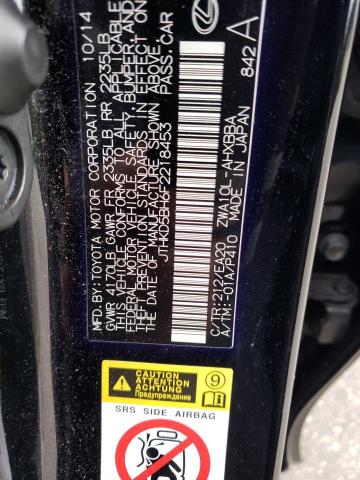 MFD. BY: TOYOTA MOTOR CORPORATION 10/14
GVWR 4170LB GAWR FR 2335LB RR 2235LB
THIS VEHICLE CONFORMS TO ALL APPLICABLE
FEDERAL MOTOR VEHICLE SAFETY, BUMPER, AND
THEFT PREVENTION STANDARDS IN EFFECT ON
THE DATE OF MANUFACTURE SHOWN ABOVE.
JTHKD5BH6F2218453 PASS.CAR
C/TR:212/EA20 ZWA10L-AHXBBA
A/TM:-01A/P410 MADE IN JAPAN
842
A
CAUTION
ATTENTION
ACHTUNG
Предупреждение
9
SRS SIDE AIRBAG